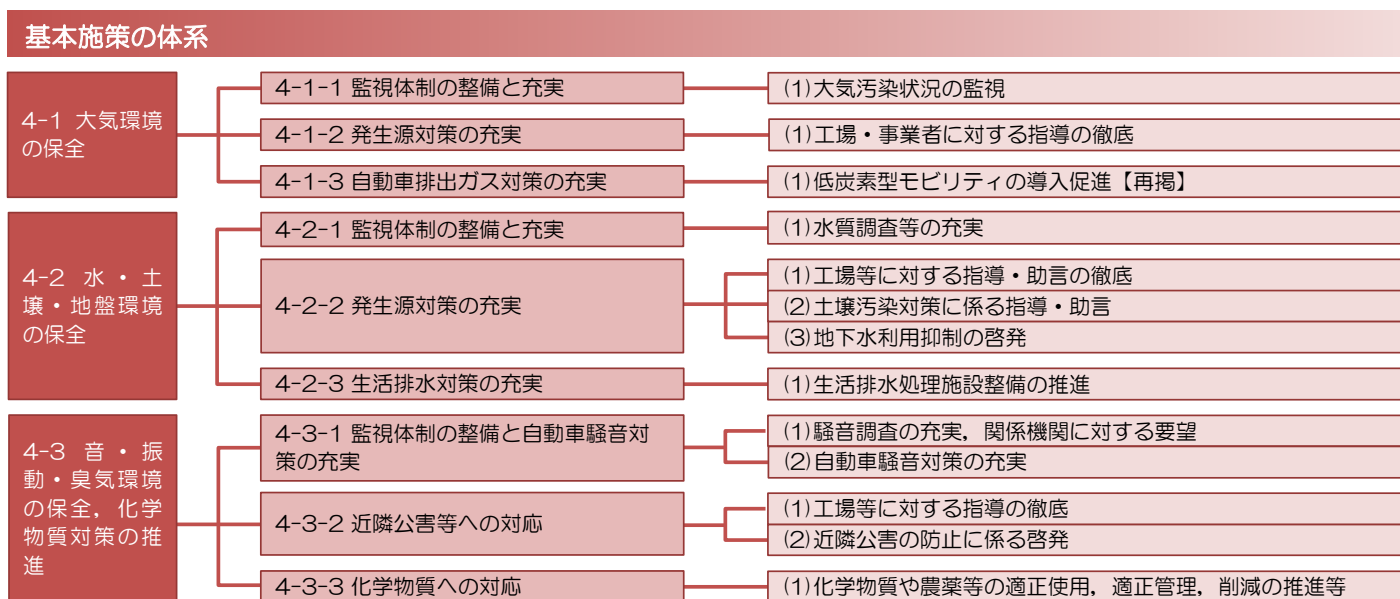 基本施策の体系
4-1 大気環境
の保全
4-1-1 監視体制の整備と充実
(1)大気汚染状況の監視
4-1-2 発生源対策の充実
(1)工場・事業者に対する指導の徹底
4-1-3 自動車排出ガス対策の充実
(1)低炭素型モビリティの導入促進【再掲】
4-2 水・土
壌・地盤環境
の保全
4-2-1 監視体制の整備と充実
(1)水質調査等の充実
4-2-2 発生源対策の充実
(1)工場等に対する指導・助言の徹底
(2)土壌汚染対策に係る指導・助言
(3)地下水利用抑制の啓発
4-2-3 生活排水対策の充実
(1)生活排水処理施設整備の推進
4-3 音・振
動・臭気環境
の保全，化学
物質対策の推
進
4-3-1 監視体制の整備と自動車騒音対
策の充実
(1)騒音調査の充実，関係機関に対する要望
(2)自動車騒音対策の充実
4-3-2 近隣公害等への対応
(1)工場等に対する指導の徹底
(2)近隣公害の防止に係る啓発
4-3-3 化学物質への対応
(1)化学物質や農薬等の適正使用，適正管理，削減の推進等